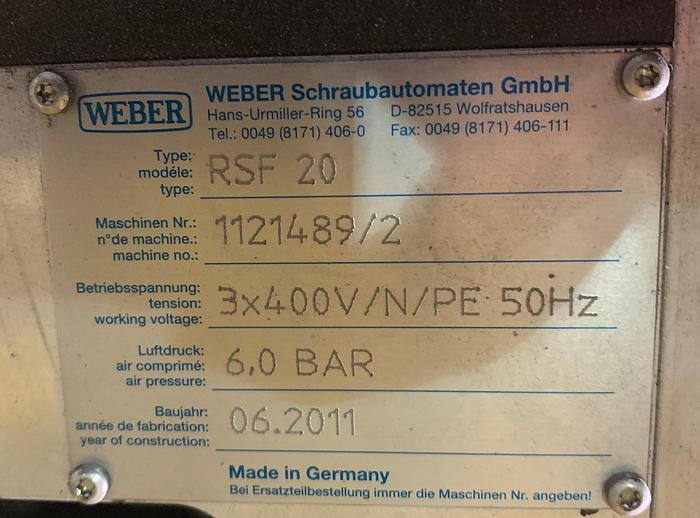 WEBER
WEBER Schraubautomaten GmbH
Hans-Urmiller-Ring 56 D-82515 Wolfratshausen
Tel.: 0049 (8171) 406-0 Fax: 0049 (8171) 406-111
Type:
modéle:
type:
RSF 20
Maschinen Nr.:
n°de machine.:
machine no.:
1121489/2
Betriebsspannung:
tension:
working voltage:
3x400V/N/PE 50Hz
Luftdruck:
air comprimé:
air pressure:
6,0 BAR
Baujahr:
année de fabrication:
year of construction:
06.2011
Made in Germany
Bei Ersatzteilbestellung immer die Maschinen Nr. angeben!